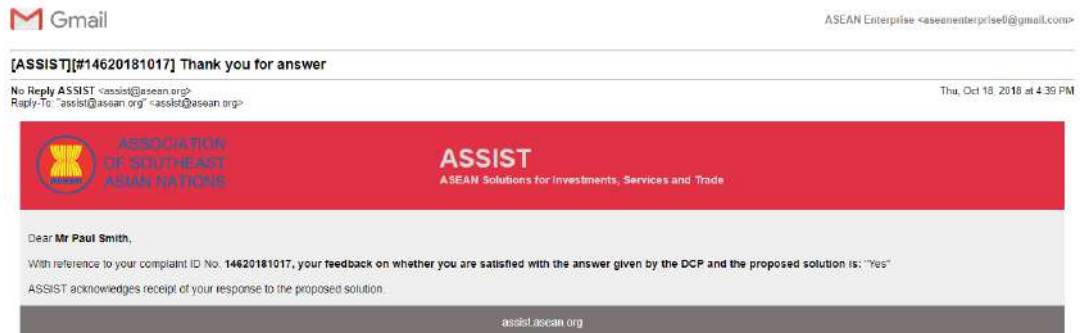 Gmail
ASEAN Enterprise <aseanenterprise0@gmail.com>
[ASSIST][#14620181017] Thank you for answer
No Reply ASSIST <assist@asean.org>
Thu, Oct 18, 2018 at 4:39 PM
Reply-To: "assist@asean.org" <assist@asean.org>
ASSOCIATION
OF SOUTHEAST
ASIAN NATIONS
ASSIST
ASEAN Solutions for Investments, Services and Trade
Dear Mr Paul Smith,
With reference to your complaint ID No. 14620181017, your feedback on whether you are satisfied with the answer given by the DCP and the proposed solution is: "Yes"
ASSIST acknowledges receipt of your response to the proposed solution.
assist.asean.org